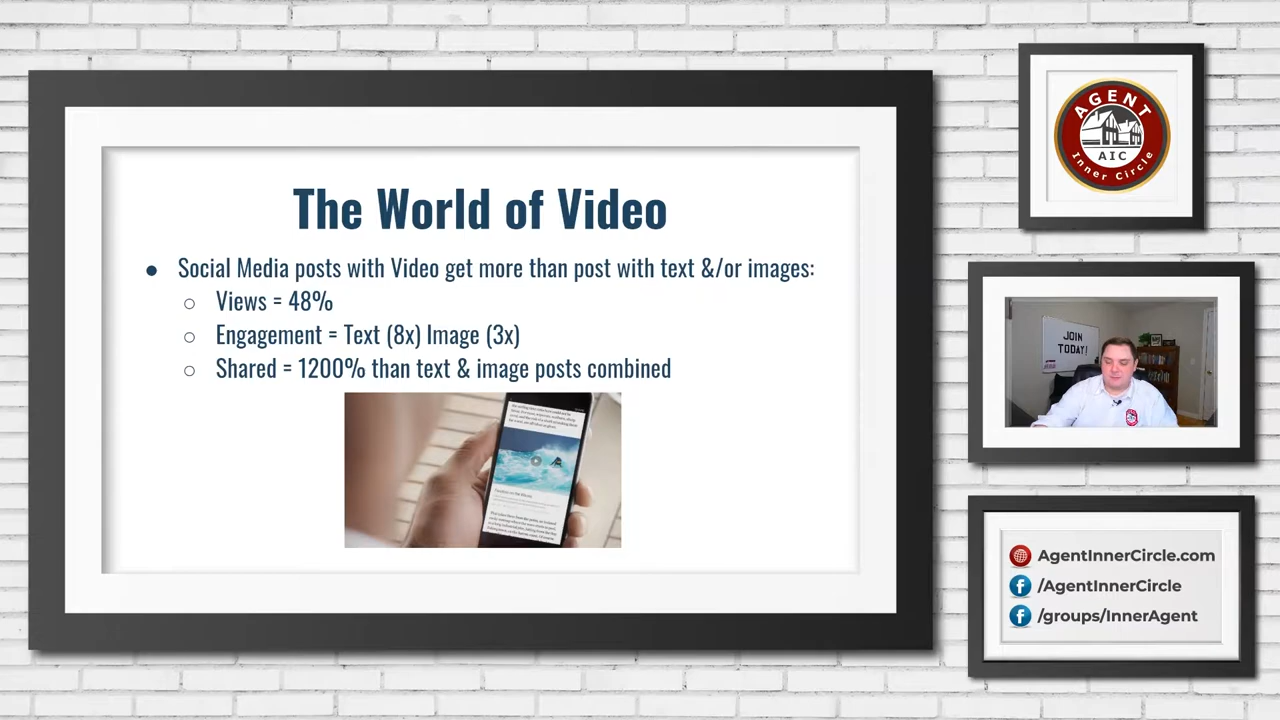 The World of Video
● Social Media posts with Video get more than post with text &/or images:
○ Views = 48%
○ Engagement = Text (8x) Image (3x)
○ Shared = 1200% than text & image posts combined
AGENT
AIC
Inner Circle
JOIN
TODAY!
AgentInnerCircle.com
/AgentInnerCircle
/groups/InnerAgent